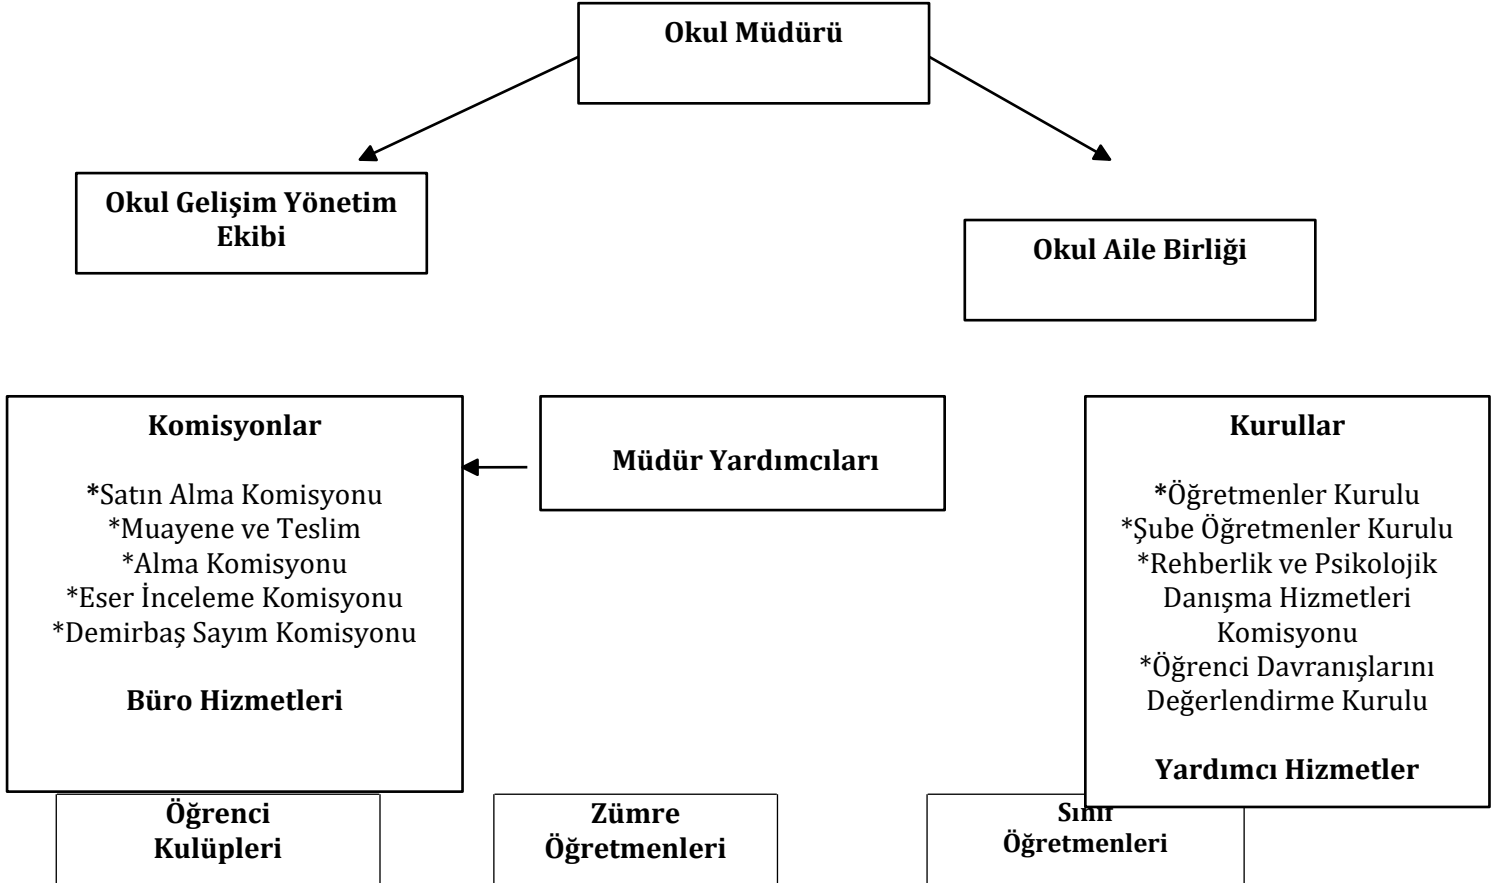 Okul Müdürü
Okul Gelişim Yönetim
Ekibi
Okul Aile Birliği
Komisyonlar
*Satın Alma Komisyonu
*Muayene ve Teslim
*Alma Komisyonu
*Eser İnceleme Komisyonu
*Demirbaş Sayım Komisyonu
Büro Hizmetleri
Müdür Yardımcıları
Kurullar
*Öğretmenler Kurulu
*Şube Öğretmenler Kurulu
*Rehberlik ve Psikolojik
Danışma Hizmetleri
Komisyonu
*Öğrenci Davranışlarını
Değerlendirme Kurulu
Yardımcı Hizmetler
Öğrenci
Kulüpleri
Zümre
Öğretmenleri
Sınıf
Öğretmenleri